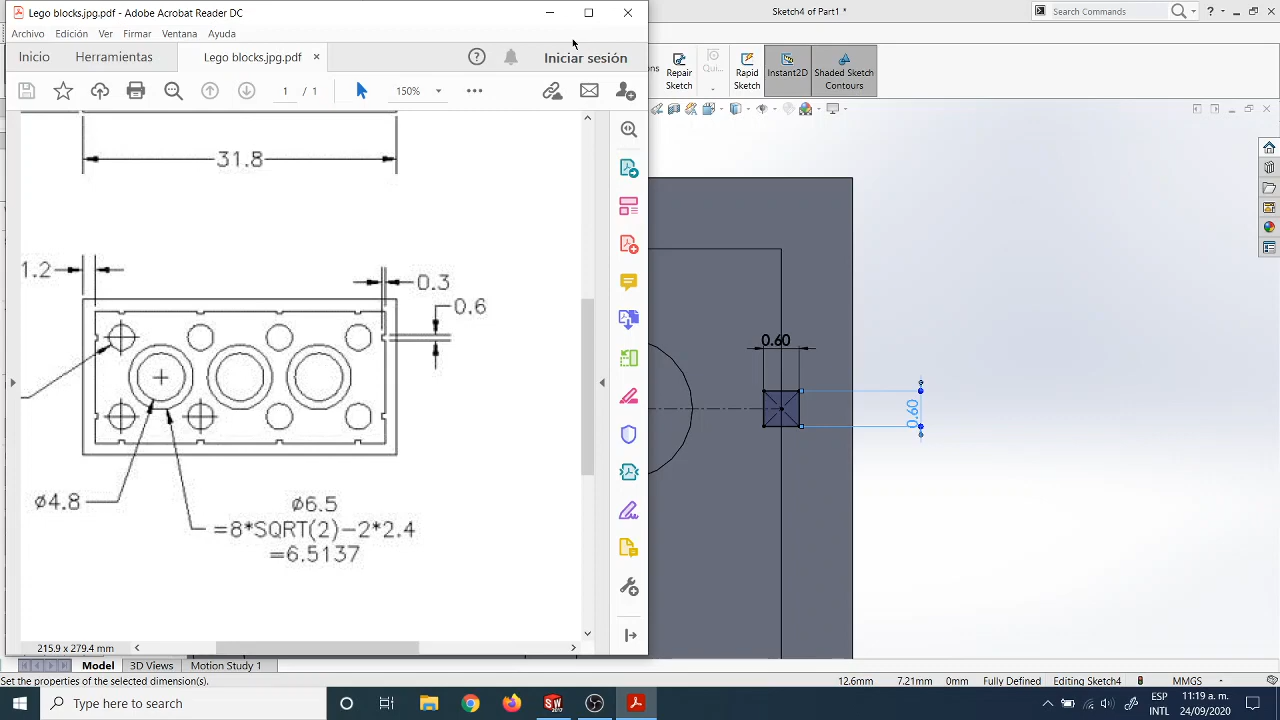 Lego blocks.jpg.pdf - Adobe Acrobat Reader DC
Sketch4 of Part1 *
Search Commands
Archivo Edición Ver Firmar Ventana Ayuda
Inicio Herramientas Lego blocks.jpg.pdf × Iniciar sesión
Repair Sketch
Qui...
Rapid Sketch
Instant2D
Shaded Sketch Contours
1 / 1 150%
31.8
1.2
0.3
0.6
0.60
0.60
ø4.8
ø6.5
=8*SQRT(2)-2*2.4
=6.5137
215.9 x 279.4 mm
Model 3D Views Motion Study 1
Set the properties of the selected dimension(s). 12.6mm 7.21mm 0mm Fully Defined Editing Sketch4 MMGS
Type here to search
ESP 11:19 a. m.
INTL 24/09/2020